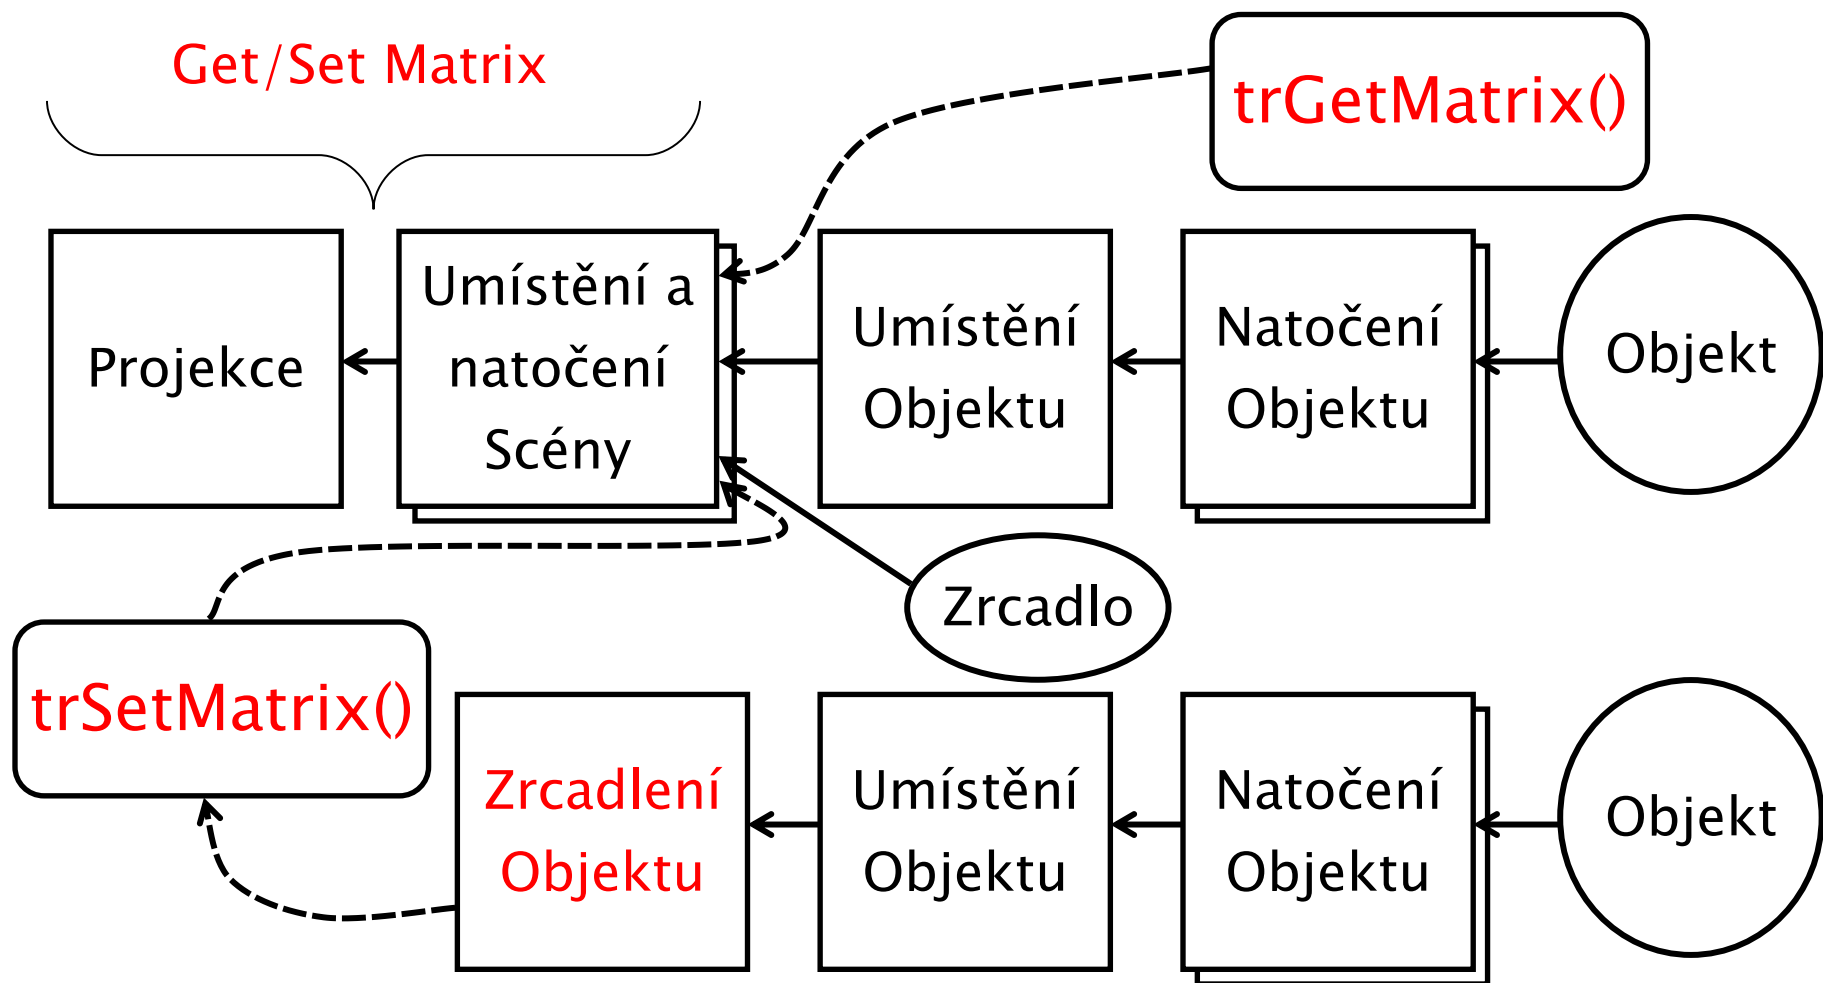 Get/Set Matrix
trGetMatrix()
Projekce
Umístění a
natočení
Scény
Umístění
Objektu
Natočení
Objektu
Objekt
Zrcadlo
trSetMatrix()
Zrcadlení
Objektu
Umístění
Objektu
Natočení
Objektu
Objekt